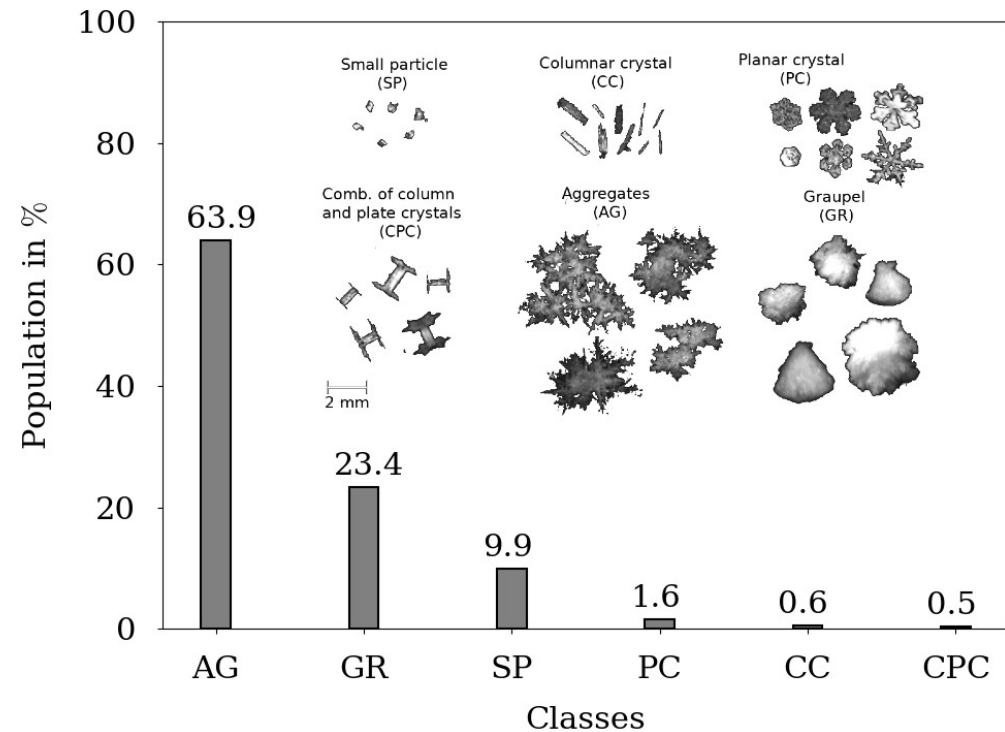 100
80
60
40
20
0
Population in %
Small particle
(SP)
Columnar crystal
(CC)
Planar crystal
(PC)
Comb. of column
and plate crystals
(CPC)
Aggregates
(AG)
Graupel
(GR)
2 mm
63.9
23.4
9.9
1.6
0.6
0.5
AG
GR
SP
PC
CC
CPC
Classes